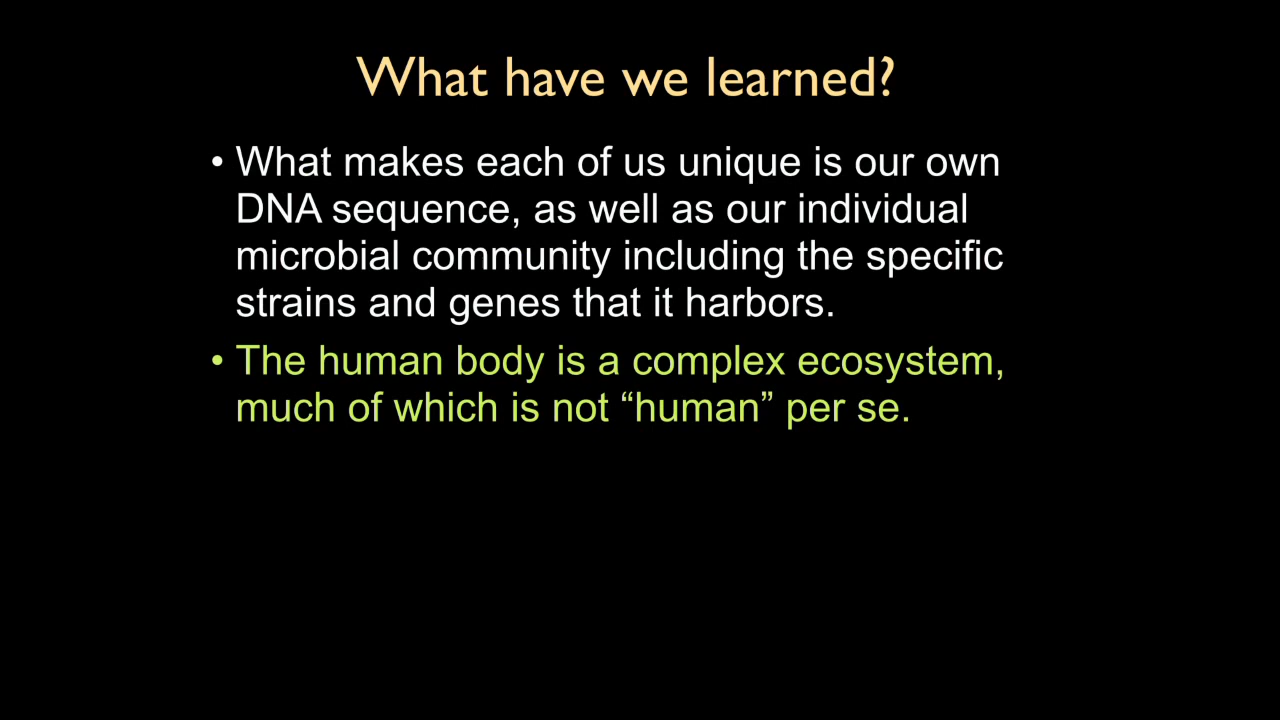 What have we learned?
• What makes each of us unique is our own
DNA sequence, as well as our individual
microbial community including the specific
strains and genes that it harbors.
• The human body is a complex ecosystem,
much of which is not “human” per se.